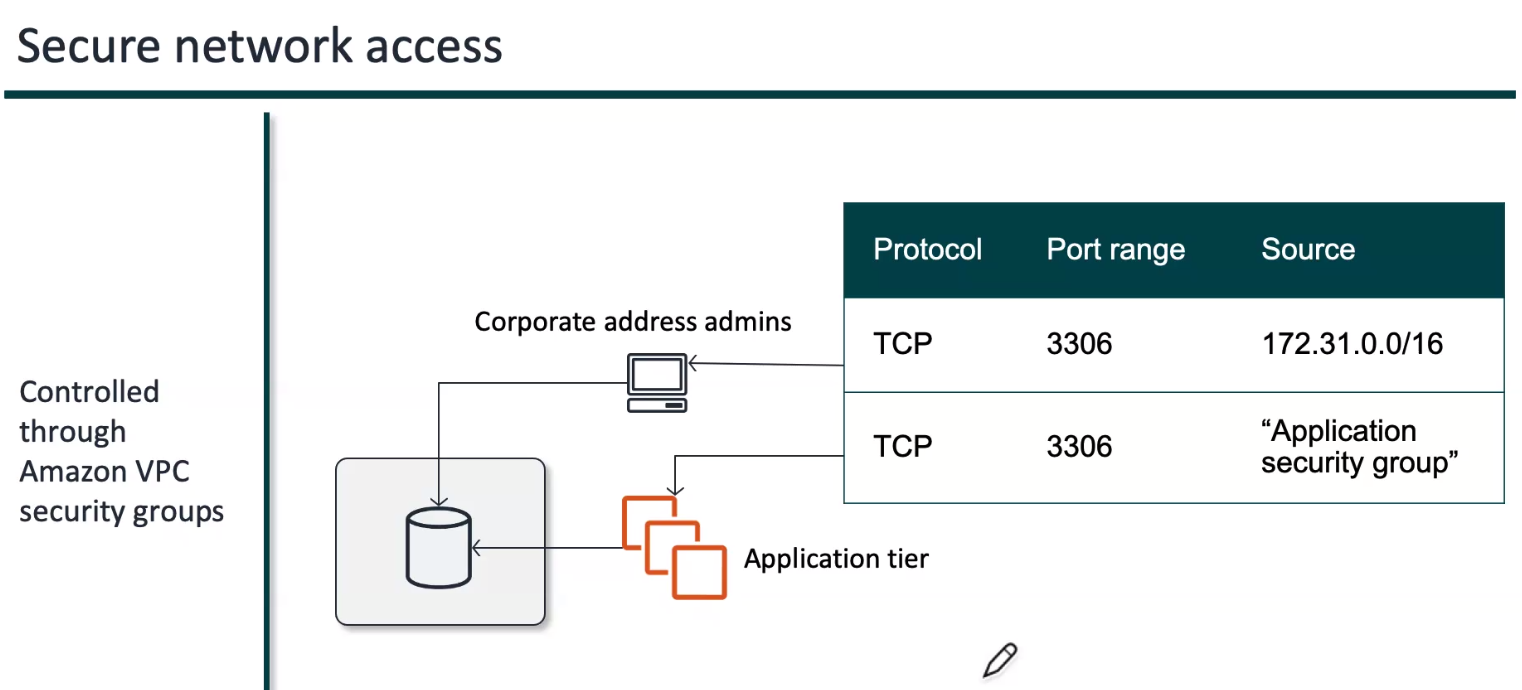 Secure network access
Controlled
through
Amazon VPC
security groups
Corporate address admins
Application tier
Protocol Port range Source
TCP 3306 172.31.0.0/16
TCP 3306 “Application
security group”